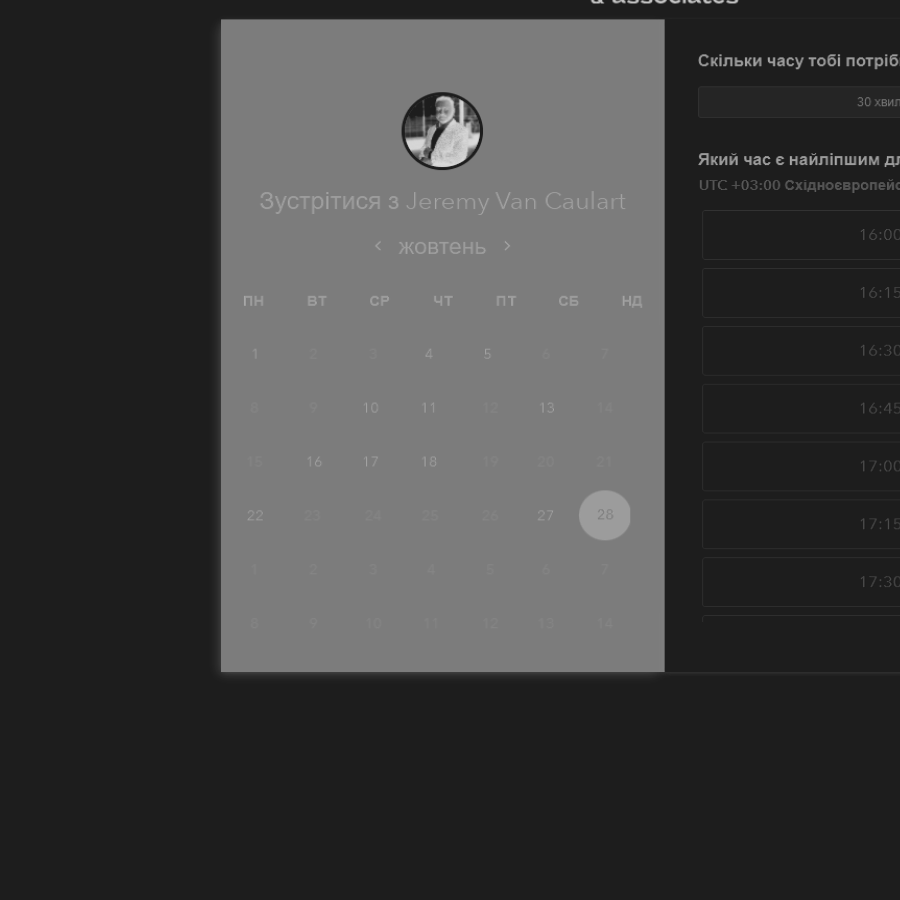 & associates
Зустрітися з Jeremy Van Caulart
жовтень
ПН ВТ СР ЧТ ПТ СБ НД
1 2 3 4 5 6 7
8 9 10 11 12 13 14
15 16 17 18 19 20 21
22 23 24 25 26 27 28
1 2 3 4 5 6 7
8 9 10 11 12 13 14
Скільки часу тобі потріб
30 хвил
Який час є найліпшим дл
UTC +03:00 Східноєвропейс
16:00
16:15
16:30
16:45
17:00
17:15
17:30